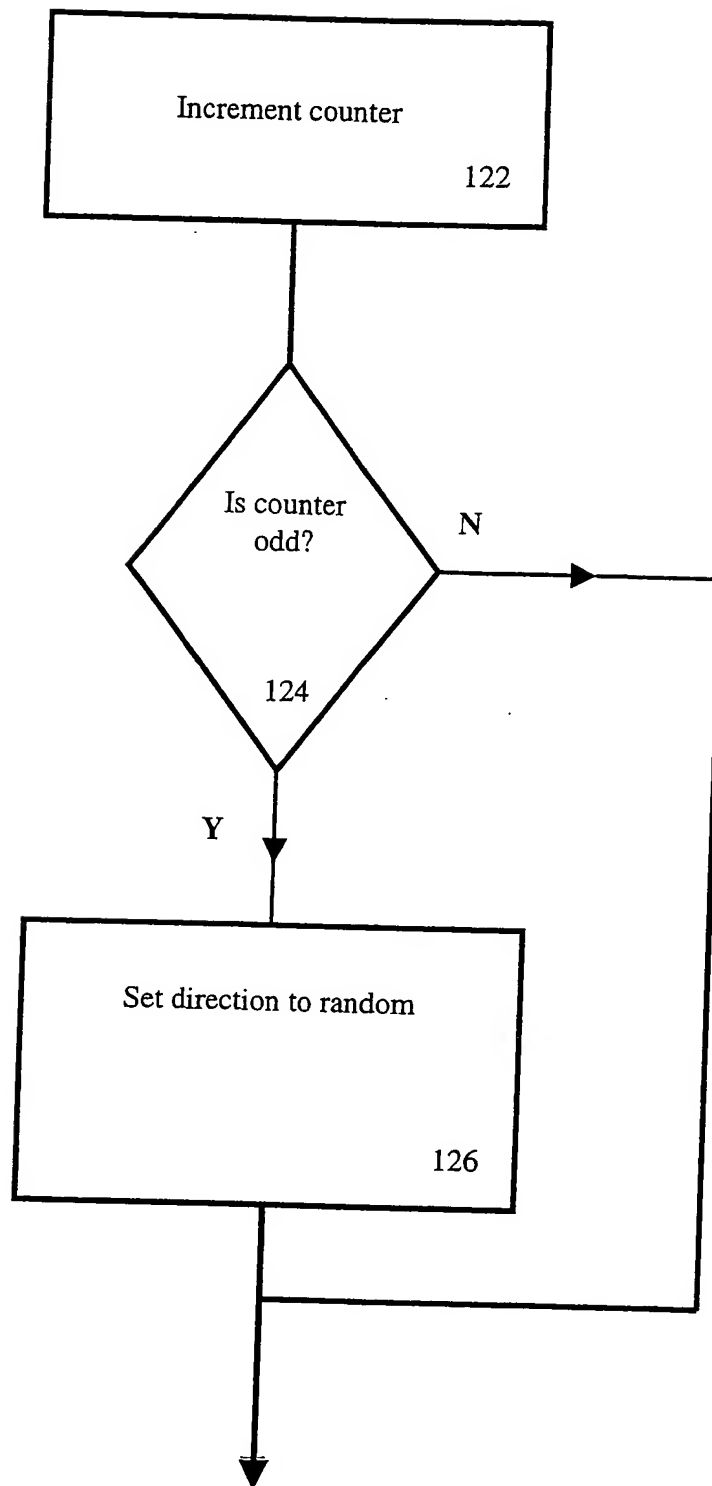 Increment counter
122
Is counter
odd?
N
124
Y
Set direction to random
126